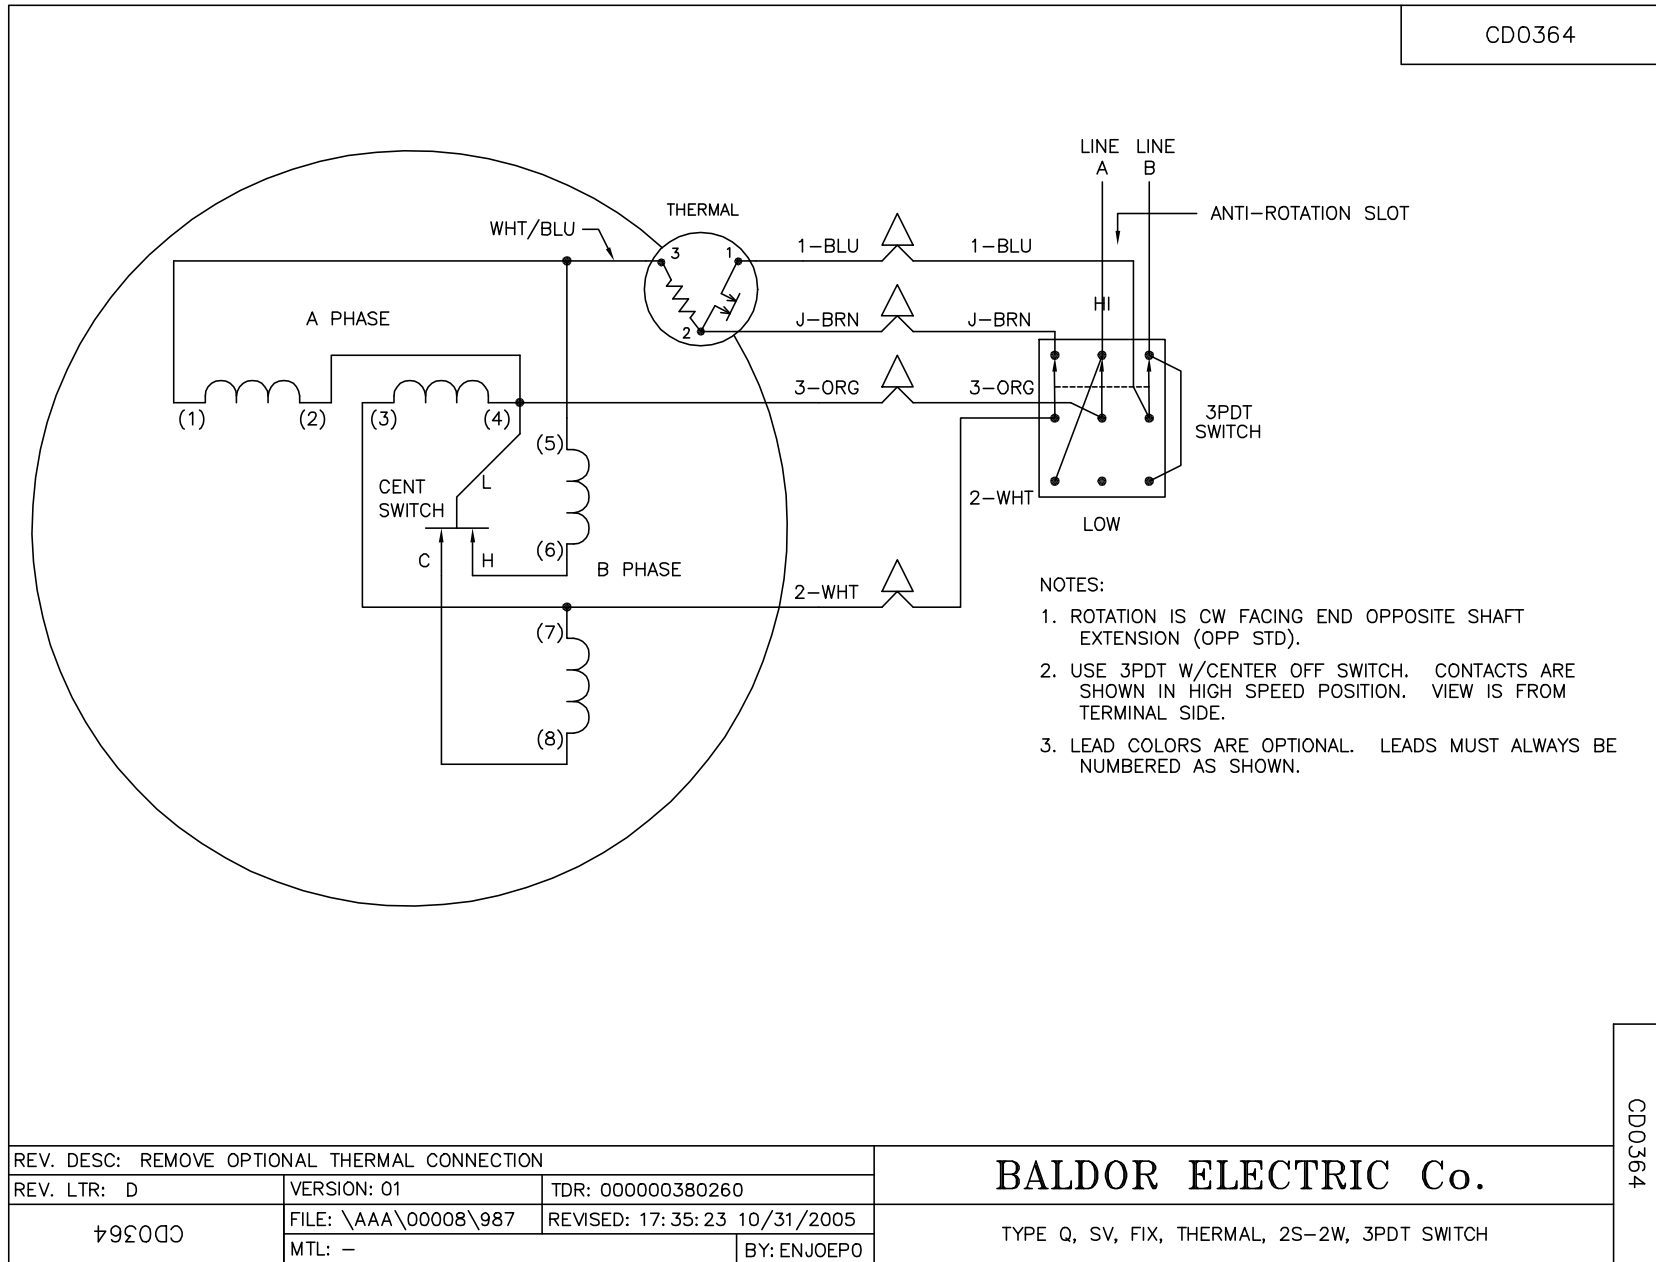 CD0364
LINE LINE
A B
ANTI-ROTATION SLOT
THERMAL
WHT/BLU
3
1
2
1-BLU
1-BLU
HI
A PHASE
J-BRN
J-BRN
3-ORG
3-ORG
(1)
(2)
(3)
(4)
3PDT
SWITCH
(5)
L
CENT
SWITCH
2-WHT
LOW
(6)
C
H
B PHASE
2-WHT
(7)
(8)
NOTES:
1. ROTATION IS CW FACING END OPPOSITE SHAFT
EXTENSION (OPP STD).
2. USE 3PDT W/CENTER OFF SWITCH. CONTACTS ARE
SHOWN IN HIGH SPEED POSITION. VIEW IS FROM
TERMINAL SIDE.
3. LEAD COLORS ARE OPTIONAL. LEADS MUST ALWAYS BE
NUMBERED AS SHOWN.
CD0364
REV. DESC: REMOVE OPTIONAL THERMAL CONNECTION
REV. LTR: D
VERSION: 01
TDR: 000000380260
FILE: \AAA\00008\987
REVISED: 17:35:23 10/31/2005
CD0364
MTL: -
BY: ENJOEPO
BALDOR ELECTRIC Co.
TYPE Q, SV, FIX, THERMAL, 2S-2W, 3PDT SWITCH